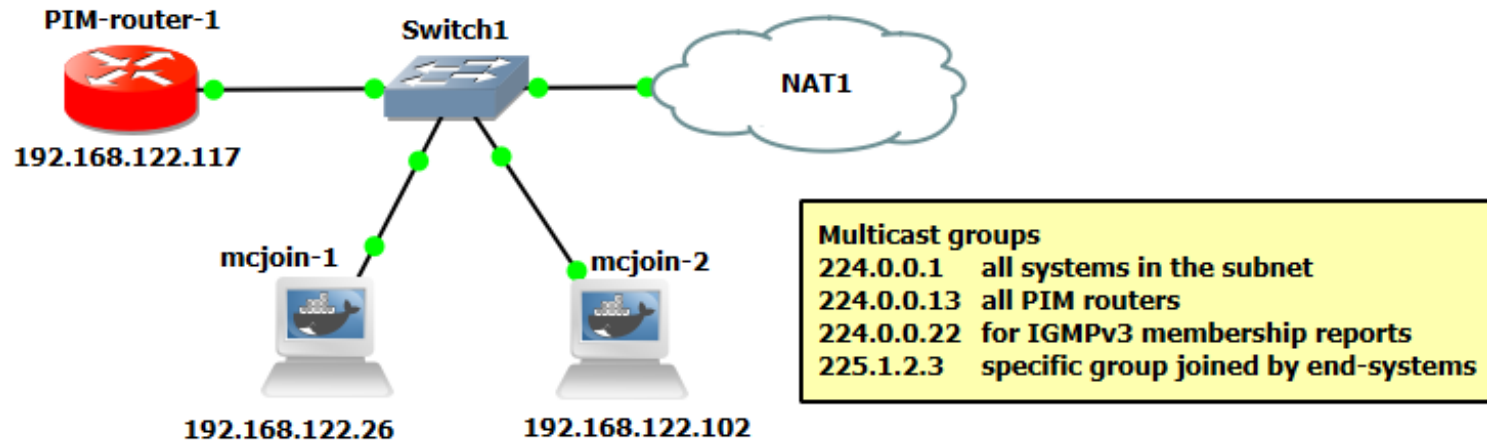 PIM-router-1
Switch1
NAT1
192.168.122.117
mcjoin-1
mcjoin-2
192.168.122.26
192.168.122.102
Multicast groups
224.0.0.1 all systems in the subnet
224.0.0.13 all PIM routers
224.0.0.22 for IGMPv3 membership reports
225.1.2.3 specific group joined by end-systems